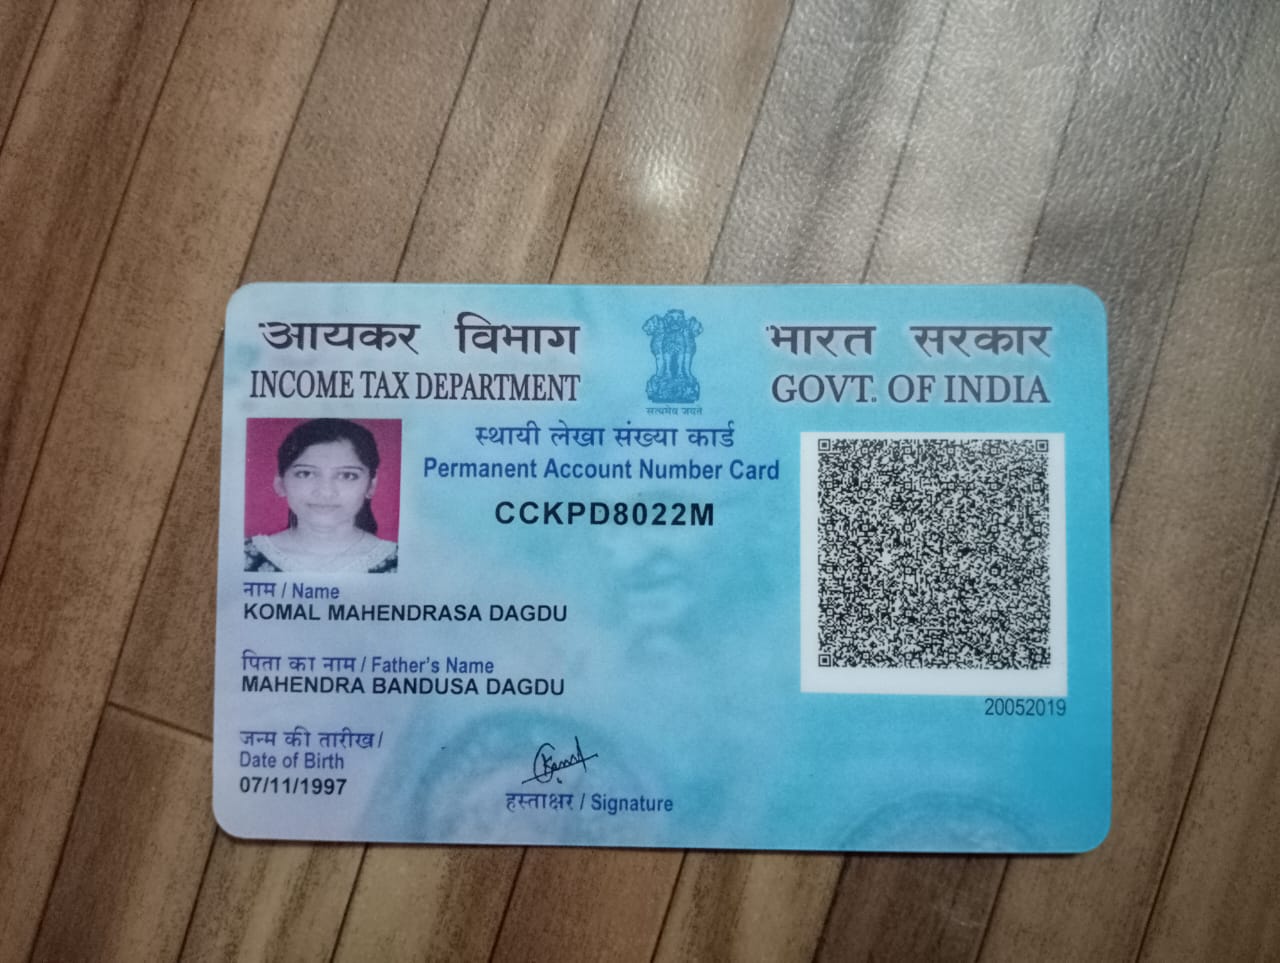 आयकर विभाग
INCOME TAX DEPARTMENT
सत्यमेव जयते
भारत सरकार
GOVT. OF INDIA
स्थायी लेखा संख्या कार्ड
Permanent Account Number Card
CCKPD8022M
नाम / Name
KOMAL MAHENDRASA DAGDU
पिता का नाम / Father's Name
MAHENDRA BANDUSA DAGDU
20052019
जन्म की तारीख /
Date of Birth
07/11/1997
हस्ताक्षर / Signature